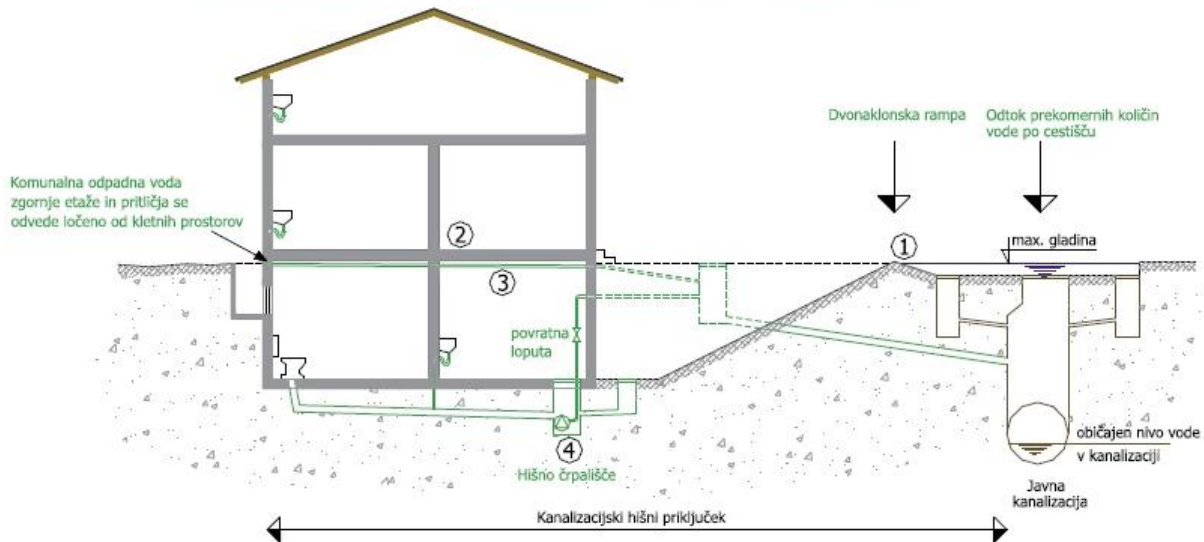 Dvonaklonska rampa
Odtok prekomernih količin
vode po cestišču
Komunalna odpadna voda
zgornje etaže in pritličja se
odvede ločeno od kletnih prostorov
2
1
max. gladina
3
povratna
loputa
4
Hišno črpališče
običajen nivo vode
v kanalizaciji
Javna
kanalizacija
Kanalizacijski hišni priključek